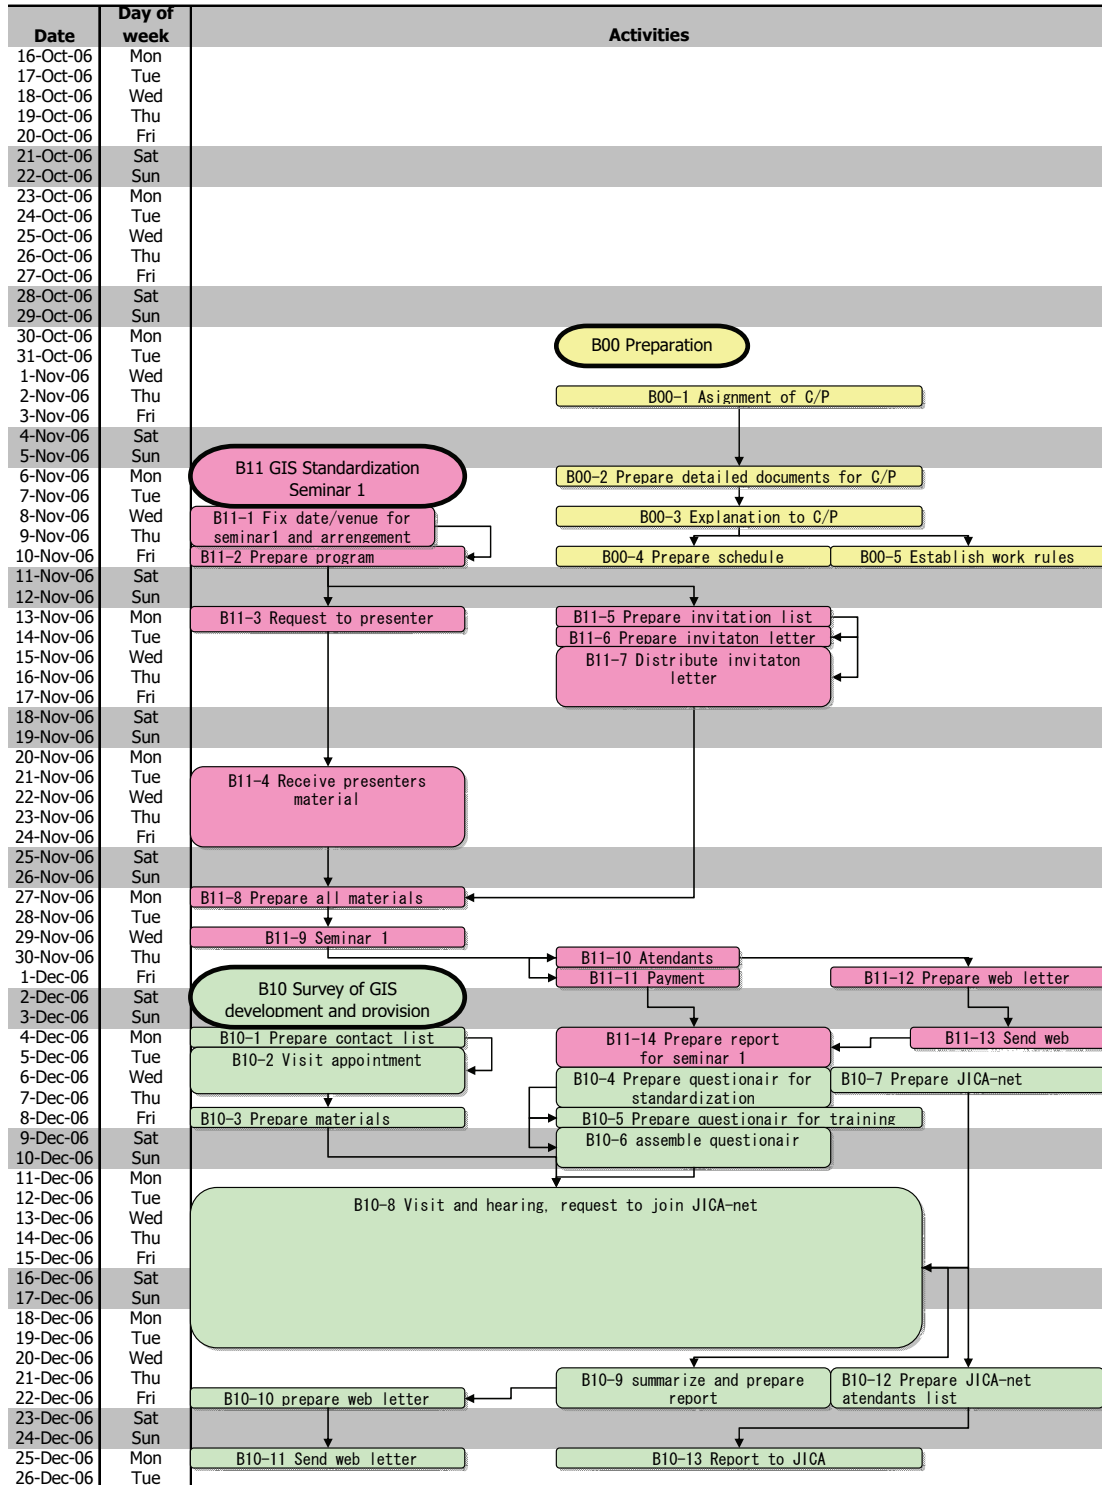 Date
Day of
week
Activities
16-Oct-06 Mon
17-Oct-06 Tue
18-Oct-06 Wed
19-Oct-06 Thu
20-Oct-06 Fri
21-Oct-06 Sat
22-Oct-06 Sun
23-Oct-06 Mon
24-Oct-06 Tue
25-Oct-06 Wed
26-Oct-06 Thu
27-Oct-06 Fri
28-Oct-06 Sat
29-Oct-06 Sun
30-Oct-06 Mon
31-Oct-06 Tue
B00 Preparation
1-Nov-06 Wed
2-Nov-06 Thu
B00-1 Asignment of C/P
3-Nov-06 Fri
4-Nov-06 Sat
5-Nov-06 Sun
6-Nov-06 Mon
B11 GIS Standardization
Seminar 1
B00-2 Prepare detailed documents for C/P
7-Nov-06 Tue
8-Nov-06 Wed
B11-1 Fix date/venue for
seminar1 and arrengement
B00-3 Explanation to C/P
9-Nov-06 Thu
10-Nov-06 Fri
B11-2 Prepare program
B00-4 Prepare schedule
B00-5 Establish work rules
11-Nov-06 Sat
12-Nov-06 Sun
13-Nov-06 Mon
B11-3 Request to presenter
B11-5 Prepare invitation list
14-Nov-06 Tue
B11-6 Prepare invitaton letter
15-Nov-06 Wed
B11-7 Distribute invitaton
letter
16-Nov-06 Thu
17-Nov-06 Fri
18-Nov-06 Sat
19-Nov-06 Sun
20-Nov-06 Mon
21-Nov-06 Tue
B11-4 Receive presenters
material
22-Nov-06 Wed
23-Nov-06 Thu
24-Nov-06 Fri
25-Nov-06 Sat
26-Nov-06 Sun
27-Nov-06 Mon
B11-8 Prepare all materials
28-Nov-06 Tue
29-Nov-06 Wed
B11-9 Seminar 1
30-Nov-06 Thu
B11-10 Atendants
1-Dec-06 Fri
B11-11 Payment
B11-12 Prepare web letter
2-Dec-06 Sat
B10 Survey of GIS
development and provision
3-Dec-06 Sun
4-Dec-06 Mon
B10-1 Prepare contact list
B11-14 Prepare report
for seminar 1
B11-13 Send web
5-Dec-06 Tue
B10-2 Visit appointment
6-Dec-06 Wed
B10-4 Prepare questionair for
standardization
B10-7 Prepare JICA-net
7-Dec-06 Thu
8-Dec-06 Fri
B10-3 Prepare materials
B10-5 Prepare questionair for training
9-Dec-06 Sat
B10-6 assemble questionair
10-Dec-06 Sun
11-Dec-06 Mon
12-Dec-06 Tue
B10-8 Visit and hearing, request to join JICA-net
13-Dec-06 Wed
14-Dec-06 Thu
15-Dec-06 Fri
16-Dec-06 Sat
17-Dec-06 Sun
18-Dec-06 Mon
19-Dec-06 Tue
20-Dec-06 Wed
21-Dec-06 Thu
B10-9 summarize and prepare
report
B10-12 Prepare JICA-net
atendants list
22-Dec-06 Fri
B10-10 prepare web letter
23-Dec-06 Sat
24-Dec-06 Sun
25-Dec-06 Mon
B10-11 Send web letter
B10-13 Report to JICA
26-Dec-06 Tue